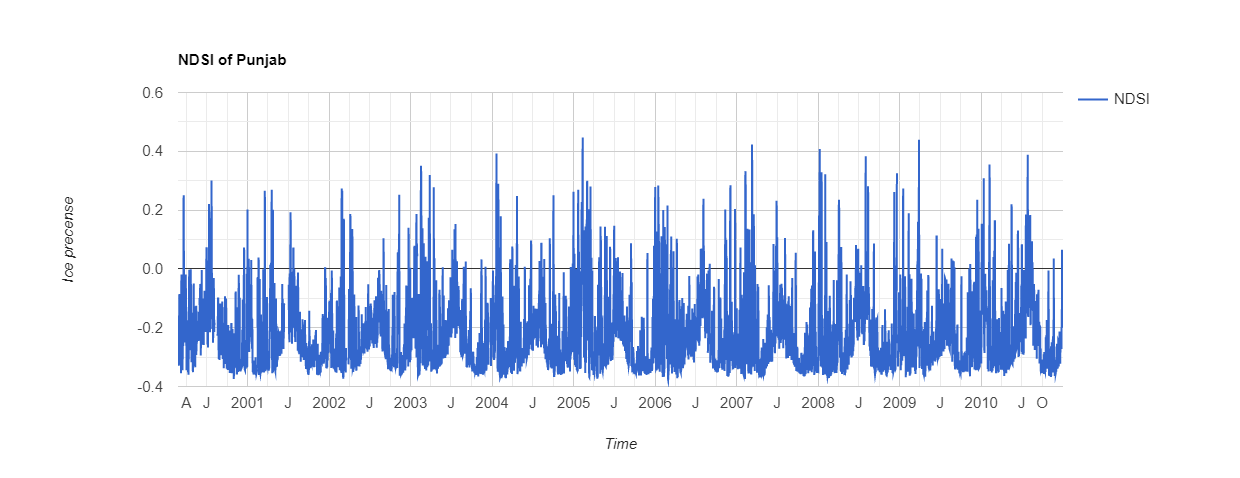 NDSI of Punjab
0.6
0.4
0.2
0.0
-0.2
-0.4
Ice precense
NDSI
A J 2001 J 2002 J 2003 J 2004 J 2005 J 2006 J 2007 J 2008 J 2009 J 2010 J O
Time